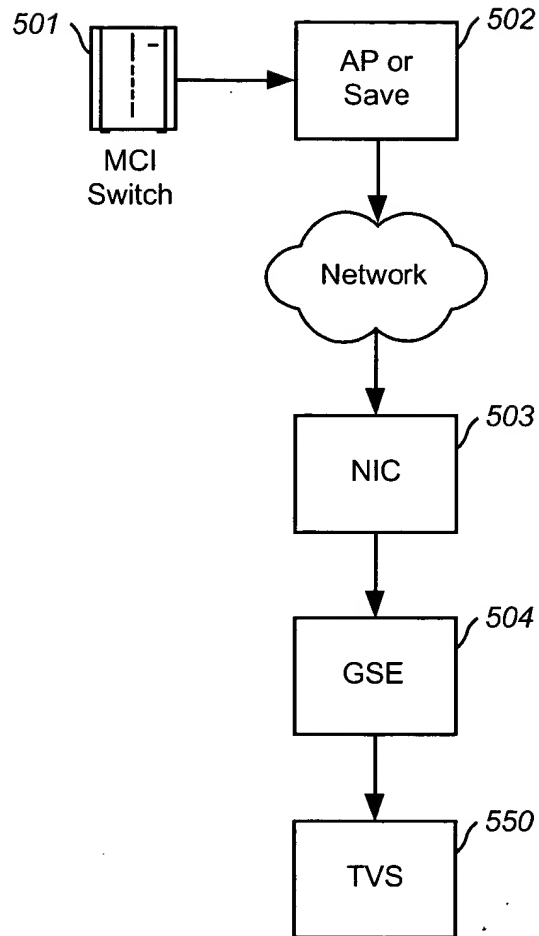 501
502
AP or
Save
MCI
Switch
Network
503
NIC
504
GSE
550
TVS